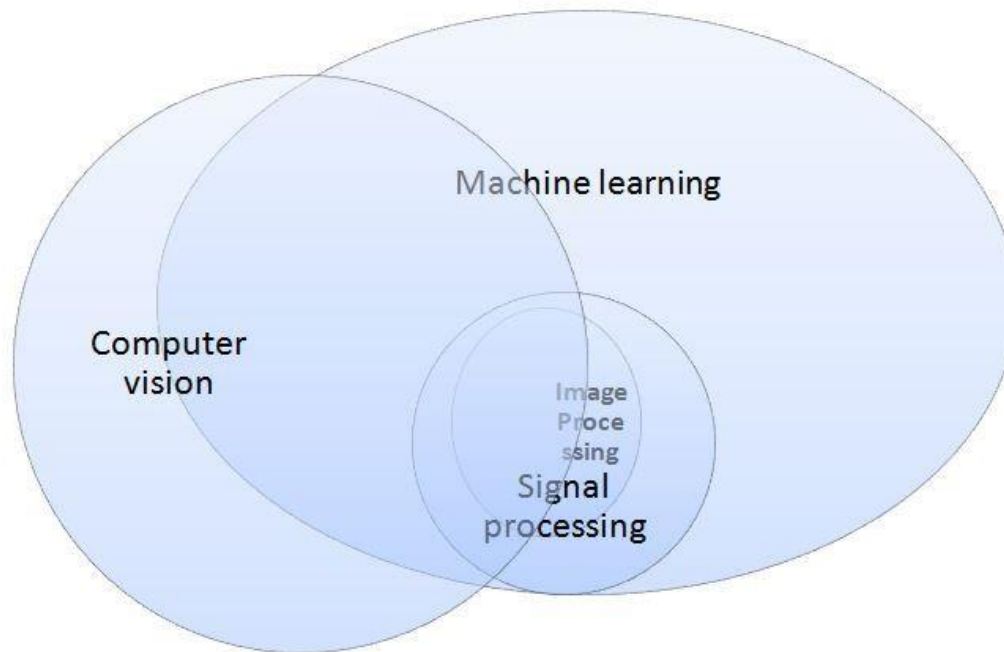 Machine learning
Computer
vision
Image
Proce
ssing
Signal
processing